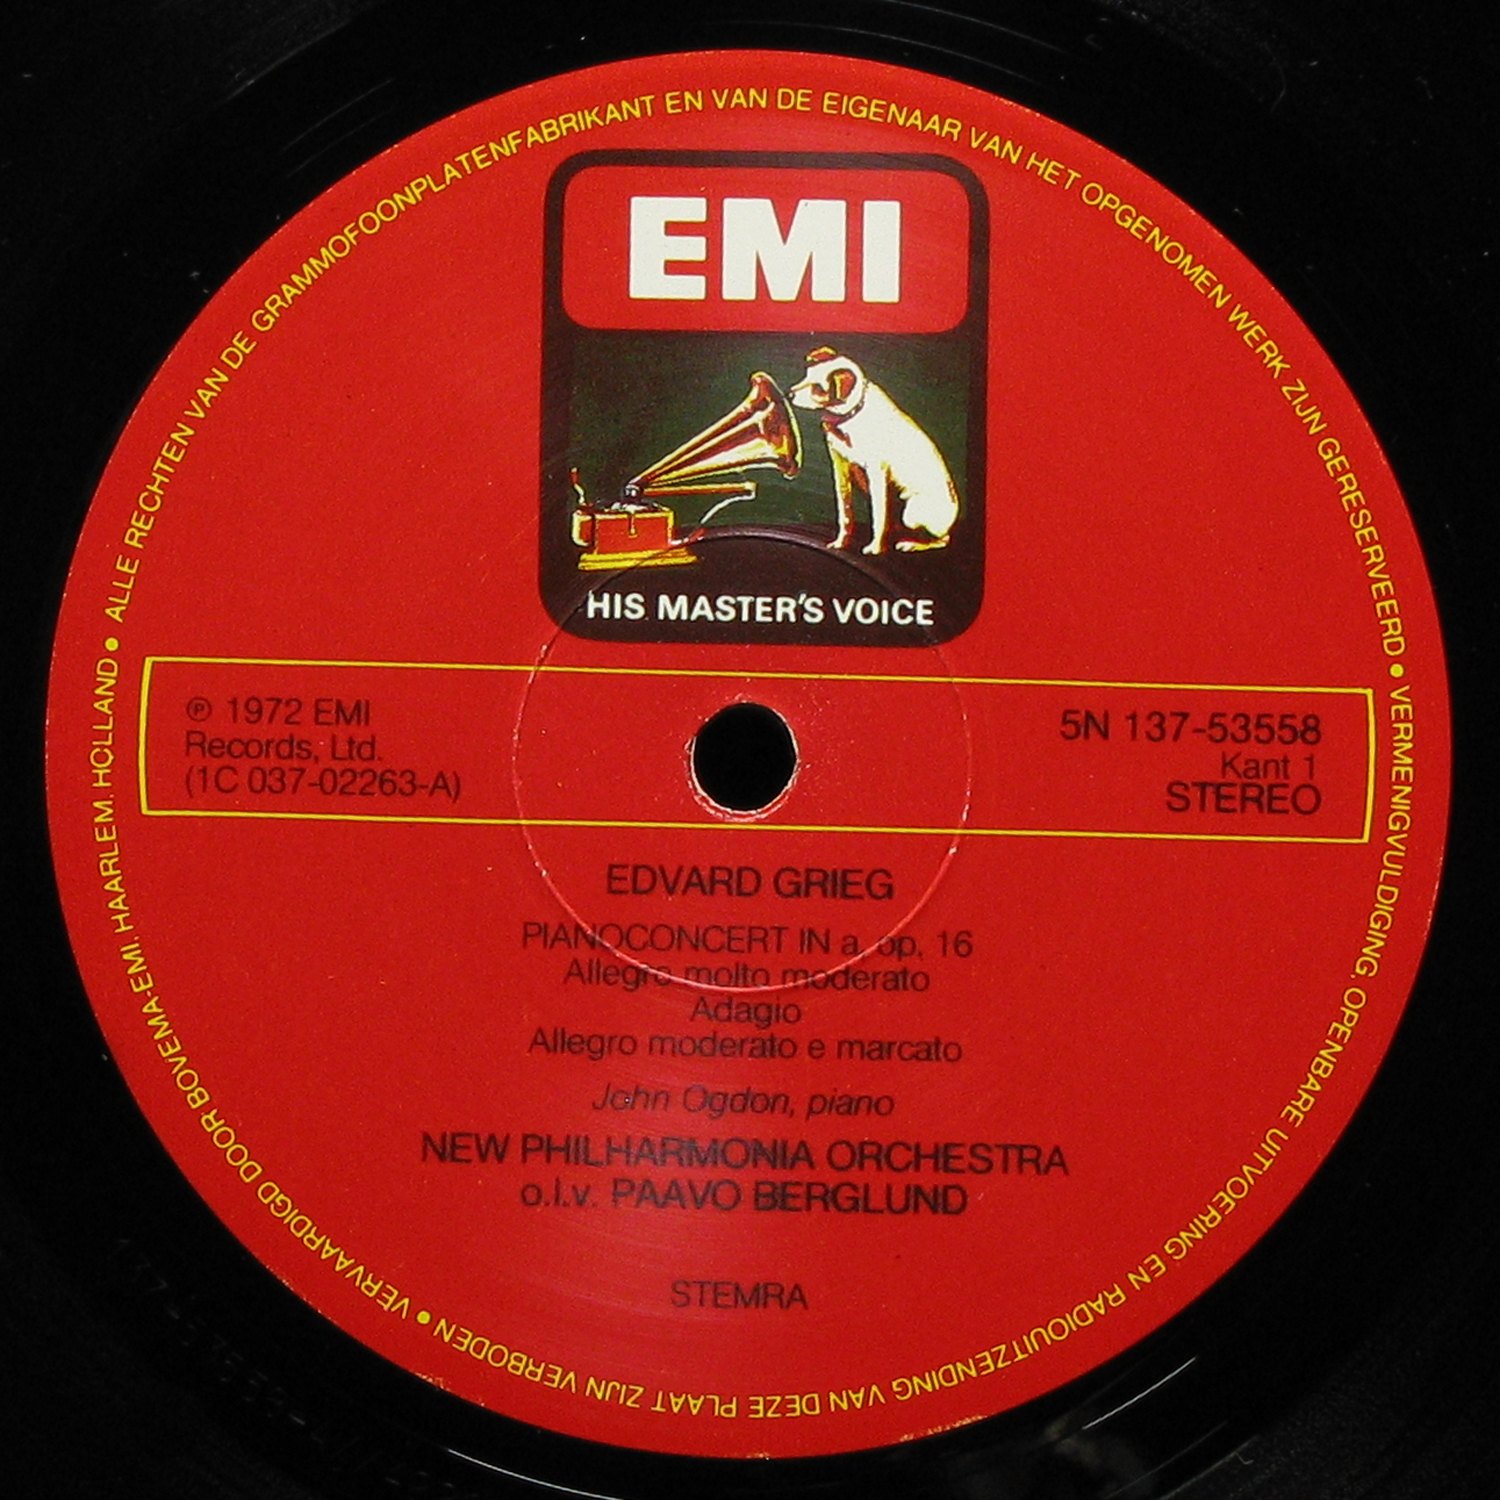 ALLE RECHTEN VAN DE GRAMMOFOONPLATENFABRIKANT EN VAN DE EIGENAAR VAN HET OPGENOMEN WERK ZIJN GERESERVEERD • VERMENIGVULDIGING, OPENBARE UITVOERING EN RADIOUITZENDING VAN DEZE PLAAT ZIJN VERBODEN • VERVAARDIGD DOOR BOVEMA-EMI, HAARLEM, HOLLAND •
EMI
HIS MASTER'S VOICE
℗ 1972 EMI
Records, Ltd.
(1C 037-02263-A)
5N 137-53558
Kant 1
STEREO
EDVARD GRIEG
PIANOCONCERT IN a, op, 16
Allegro molto moderato
Adagio
Allegro moderato e marcato
John Ogdon, piano
NEW PHILHARMONIA ORCHESTRA
o.l.v. PAAVO BERGLUND
STEMRA